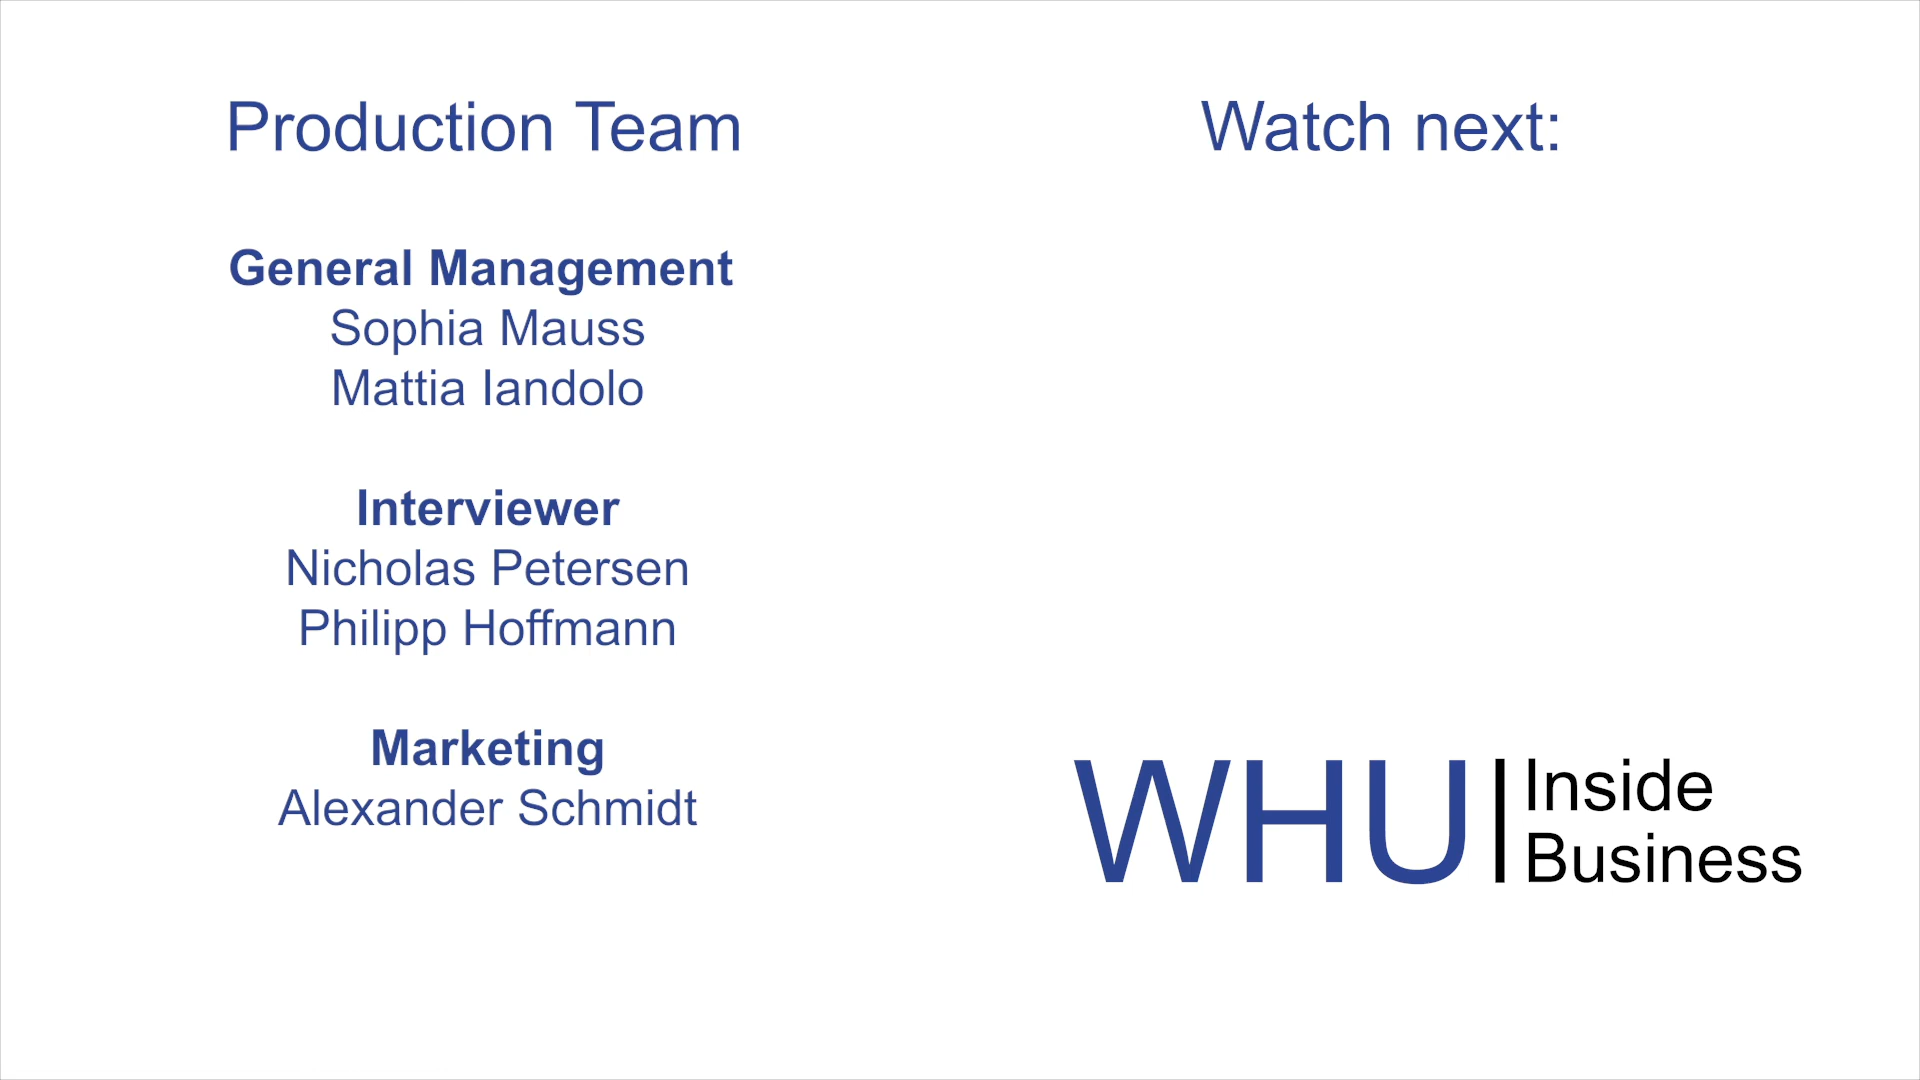 Production Team
General Management
Sophia Mauss
Mattia Iandolo
Interviewer
Nicholas Petersen
Philipp Hoffmann
Marketing
Alexander Schmidt
Watch next:
WHU
Inside
Business